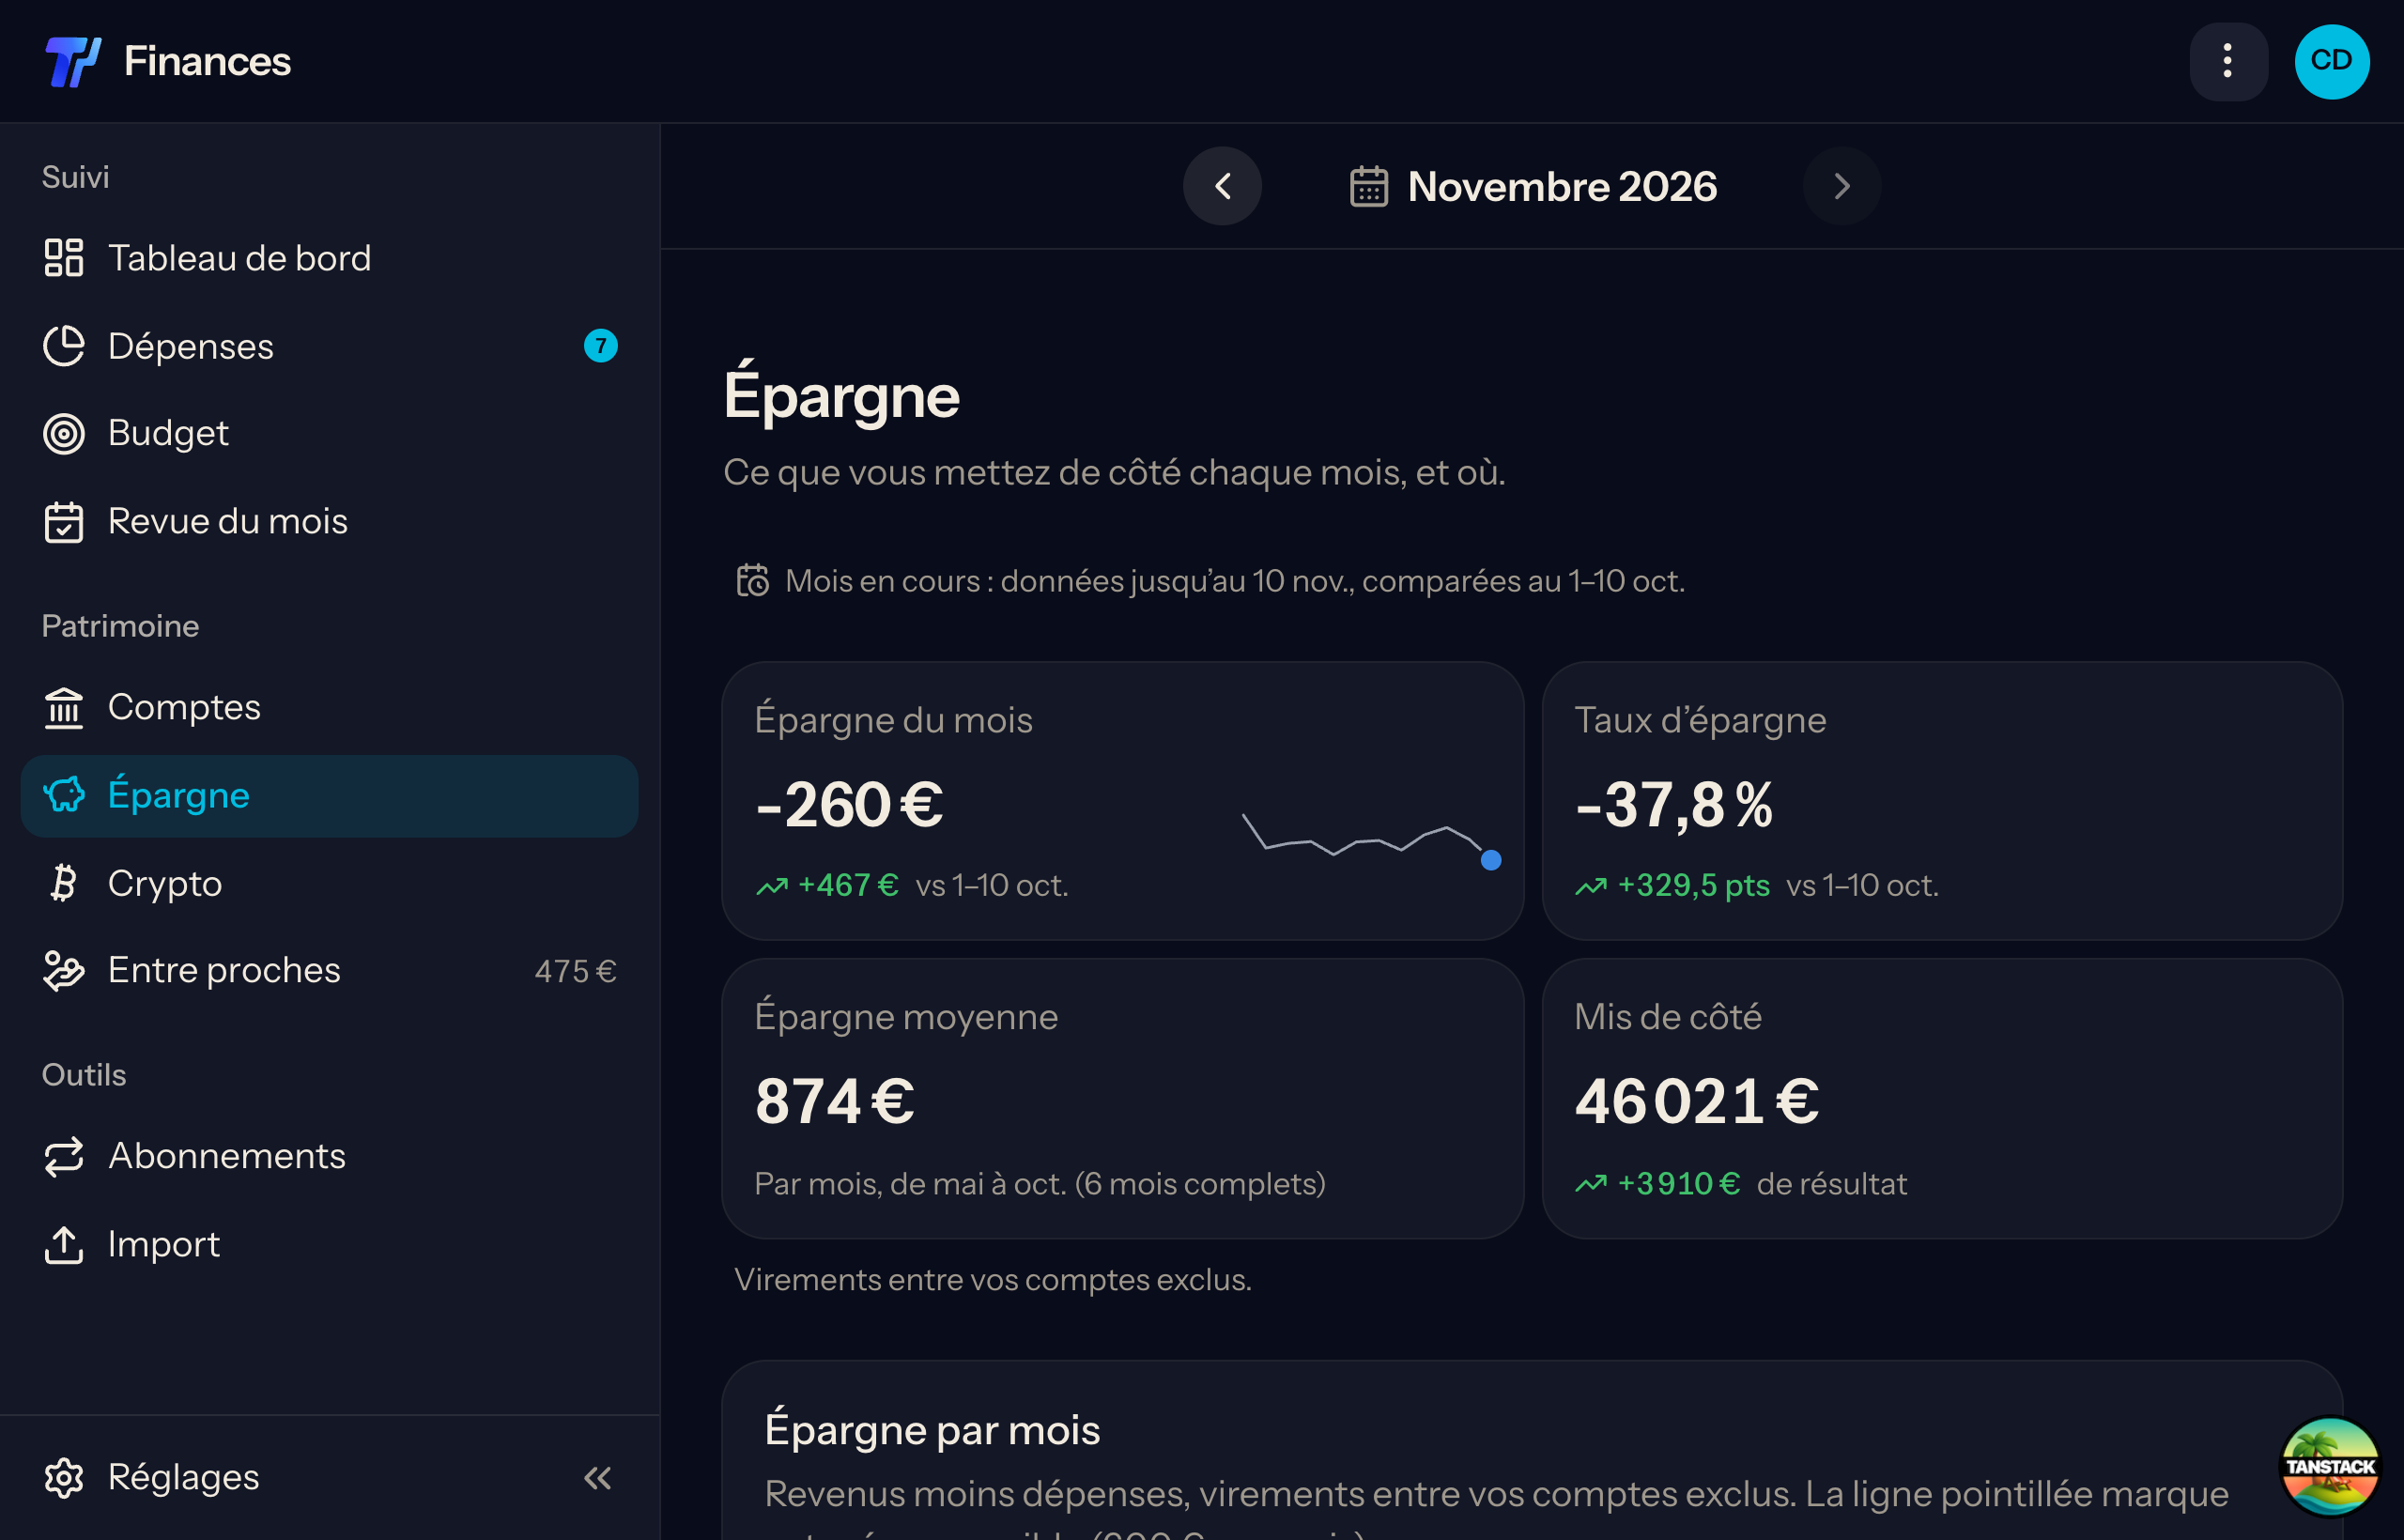 Finances
CD
Suivi
Tableau de bord
Dépenses
7
Budget
Revue du mois
Patrimoine
Comptes
Épargne
Crypto
Entre proches
475 €
Outils
Abonnements
Import
Réglages
Novembre 2026
Épargne
Ce que vous mettez de côté chaque mois, et où.
Mois en cours : données jusqu’au 10 nov., comparées au 1–10 oct.
Épargne du mois
-260 €
+467 € vs 1–10 oct.
Taux d’épargne
-37,8 %
+329,5 pts vs 1–10 oct.
Épargne moyenne
874 €
Par mois, de mai à oct. (6 mois complets)
Mis de côté
46 021 €
+3 910 € de résultat
Virements entre vos comptes exclus.
Épargne par mois
Revenus moins dépenses, virements entre vos comptes exclus. La ligne pointillée marque
TANSTACK